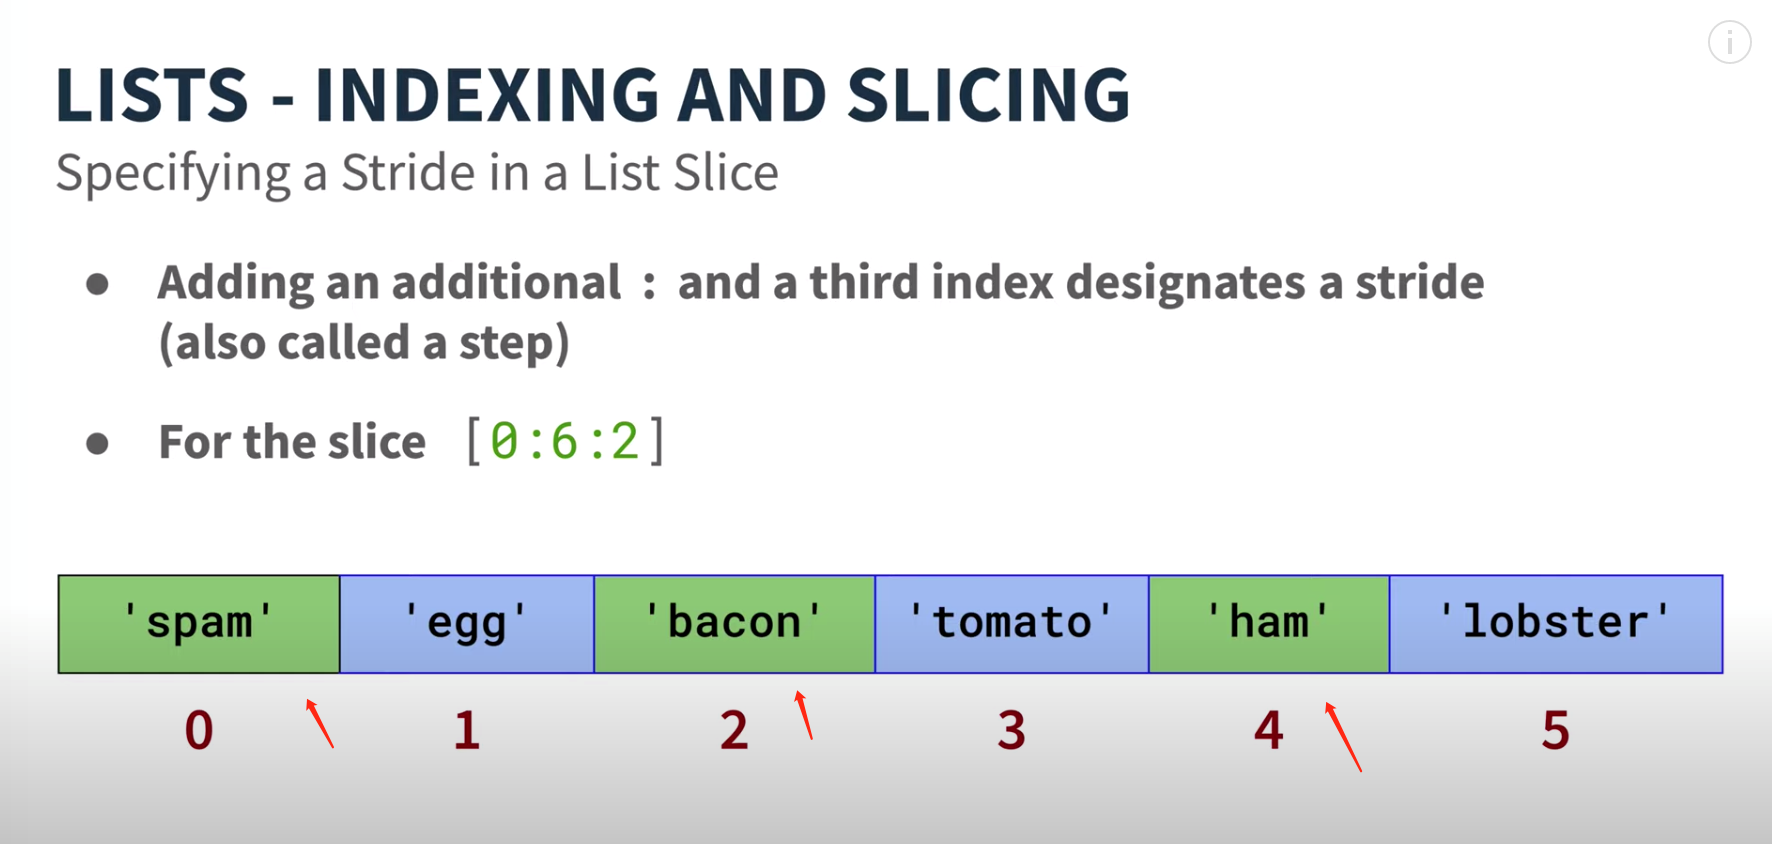 LISTS - INDEXING AND SLICING
Specifying a Stride in a List Slice
● Adding an additional : and a third index designates a stride
(also called a step)
● For the slice [0:6:2]
'spam' 'egg' 'bacon' 'tomato' 'ham' 'lobster'
0 1 2 3 4 5